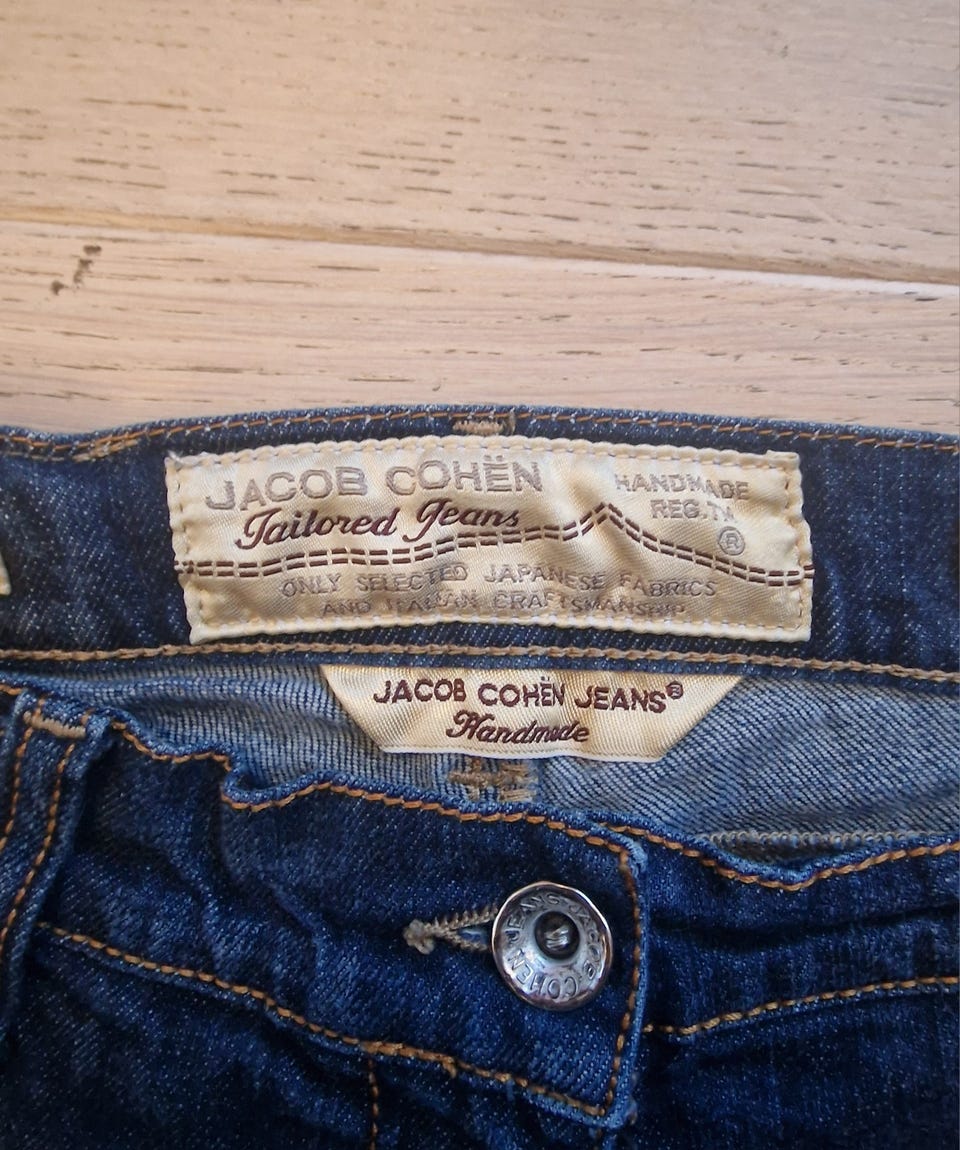 JACOB COHËN
HANDMADE
REG.TM
®
Tailored Jeans
ONLY SELECTED JAPANESE FABRICS
AND ITALIAN CRAFTSMANSHIP
JACOB COHËN JEANS®
Handmade
JACOB COHEN JEANS